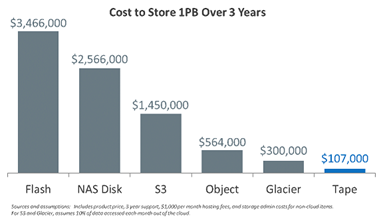 Cost to Store 1PB Over 3 Years
$3,466,000
$2,566,000
$1,450,000
$564,000
$300,000
$107,000
Flash NAS Disk S3 Object Glacier Tape
Sources and assumptions: Includes product price, 3 year support, $1,000 per month hosting fees, and storage admin costs for non-cloud items.
For S3 and Glacier, assumes 10% of data accessed each month out of the cloud.